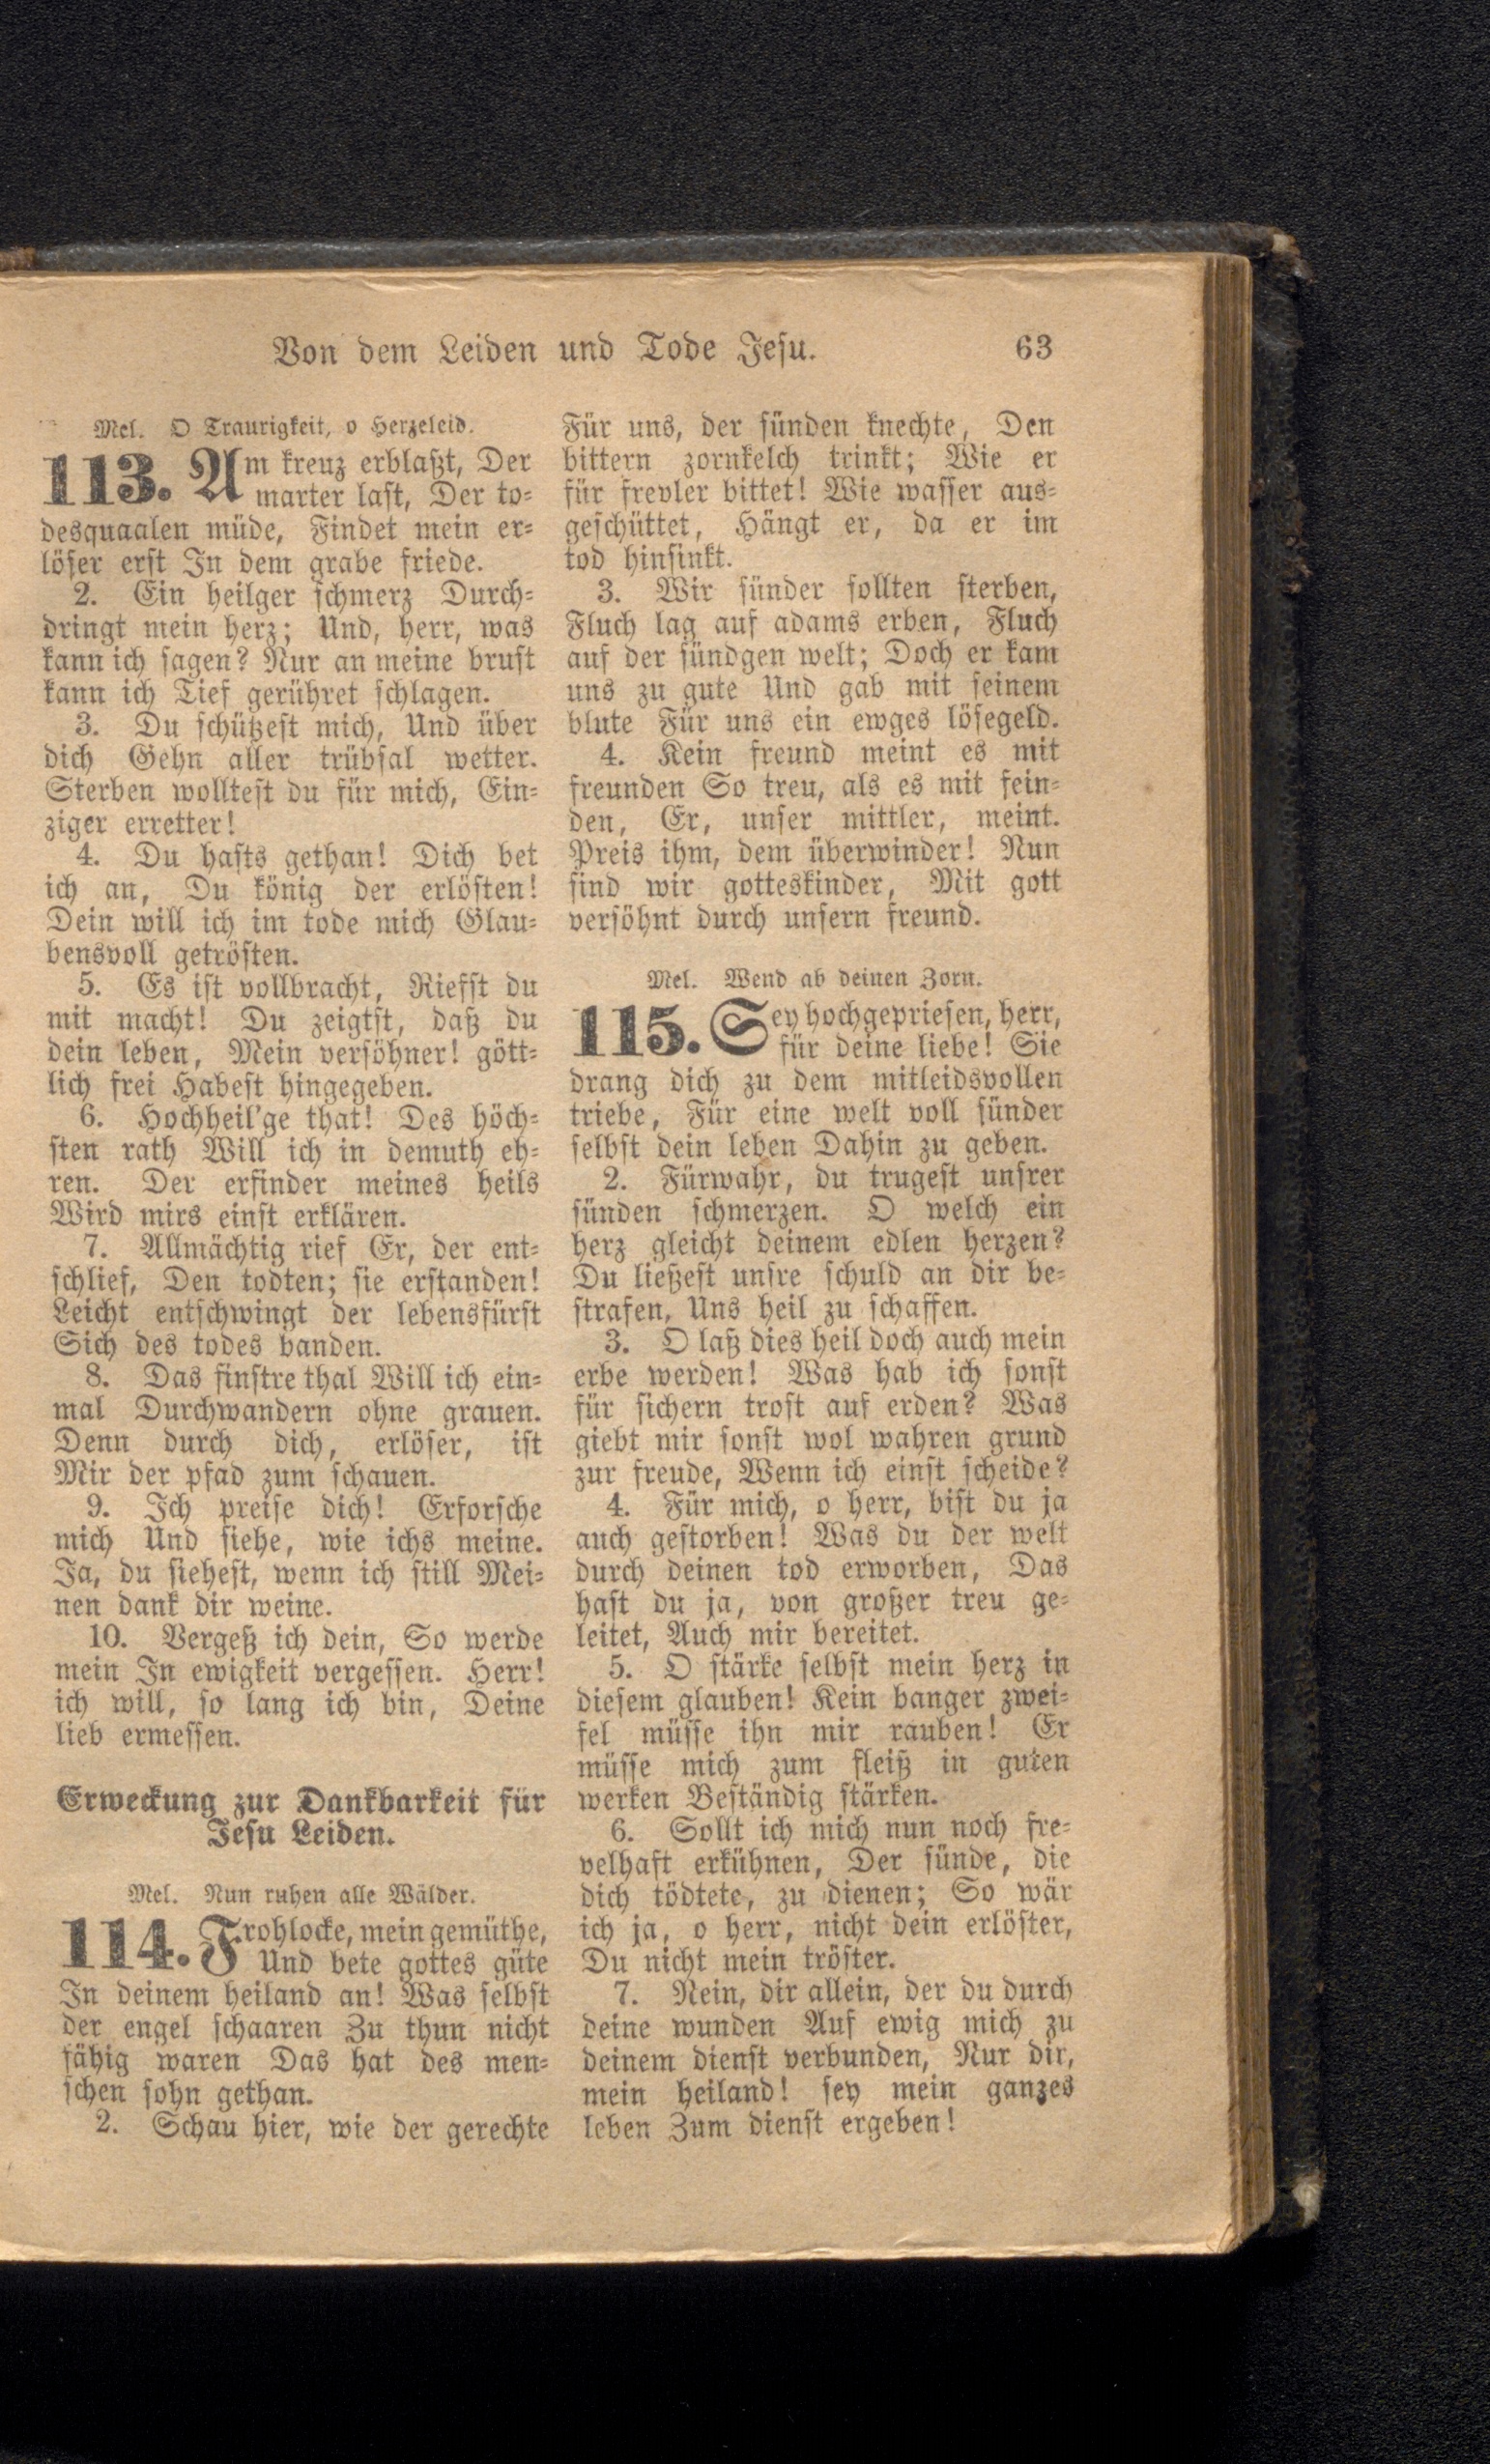 Von dem Leiden und Tode Jesu. 63
Mel. O Traurigkeit, o Herzeleid.
113. Am kreuz erblaßt, Der
marter last, Der to-
desquaalen müde, Findet mein er-
löser erst In dem grabe friede.
2. Ein heilger schmerz Durch-
dringt mein herz; Und, herr, was
kann ich sagen? Nur an meine brust
kann ich Tief gerühret schlagen.
3. Du schützest mich, Und über
dich Gehn aller trübsal wetter.
Sterben wolltest du für mich, Ein-
ziger erretter!
4. Du hasts gethan! Dich bet
ich an, Du könig der erlösten!
Dein will ich im tode mich Glau-
bensvoll getrösten.
5. Es ist vollbracht, Riefst du
mit macht! Du zeigtst, daß du
dein leben, Mein versöhner! gött-
lich frei Habest hingegeben.
6. Hochheil'ge that! Des höch-
sten rath Will ich in demuth eh-
ren. Der erfinder meines heils
Wird mirs einst erklären.
7. Allmächtig rief Er, der ent-
schlief, Den todten; sie erstanden!
Leicht entschwingt der lebensfürst
Sich des todes banden.
8. Das finstre thal Will ich ein-
mal Durchwandern ohne grauen.
Denn durch dich, erlöser, ist
Mir der pfad zum schauen.
9. Ich preise dich! Erforsche
mich Und siehe, wie ichs meine.
Ja, du siehest, wenn ich still Mei-
nen dank dir weine.
10. Vergeß ich dein, So werde
mein In ewigkeit vergessen. Herr!
ich will, so lang ich bin, Deine
lieb ermessen.
Erweckung zur Dankbarkeit für
Jesu Leiden.
Mel. Nun ruhen alle Wälder.
114. Frohlocke, mein gemüthe,
Und bete gottes güte
In deinem heiland an! Was selbst
der engel schaaren Zu thun nicht
fähig waren Das hat des men-
schen sohn gethan.
2. Schau hier, wie der gerechte
Für uns, der sünden knechte, Den
bittern zornkelch trinkt; Wie er
für frevler bittet! Wie wasser aus-
geschüttet, Hängt er, da er im
tod hinsinkt.
3. Wir sünder sollten sterben,
Fluch lag auf adams erben, Fluch
auf der sündgen welt; Doch er kam
uns zu gute Und gab mit seinem
blute Für uns ein ewges lösegeld.
4. Kein freund meint es mit
freunden So treu, als es mit fein-
den, Er, unser mittler, meint.
Preis ihm, dem überwinder! Nun
sind wir gotteskinder, Mit gott
versöhnt durch unsern freund.
Mel. Wend ab deinen Zorn.
115. Sey hochgepriesen, herr,
für deine liebe! Sie
drang dich zu dem mitleidsvollen
triebe, Für eine welt voll sünder
selbst dein leben Dahin zu geben.
2. Fürwahr, du trugest unsrer
sünden schmerzen. O welch ein
herz gleicht deinem edlen herzen?
Du ließest unsre schuld an dir be-
strafen, Uns heil zu schaffen.
3. O laß dies heil doch auch mein
erbe werden! Was hab ich sonst
für sichern trost auf erden? Was
giebt mir sonst wol wahren grund
zur freude, Wenn ich einst scheide?
4. Für mich, o herr, bist du ja
auch gestorben! Was du der welt
durch deinen tod erworben, Das
hast du ja, von großer treu ge-
leitet, Auch mir bereitet.
5. O stärke selbst mein herz in
diesem glauben! Kein banger zwei-
fel müsse ihn mir rauben! Er
müsse mich zum fleiß in guten
werken Beständig stärken.
6. Sollt ich mich nun noch fre-
velhaft erkühnen, Der sünde, die
dich tödtete, zu dienen; So wär
ich ja, o herr, nicht dein erlöster,
Du nicht mein tröster.
7. Nein, dir allein, der du durch
deine wunden Auf ewig mich zu
deinem dienst verbunden, Nur dir,
mein heiland! sey mein ganzes
leben Zum dienst ergeben!